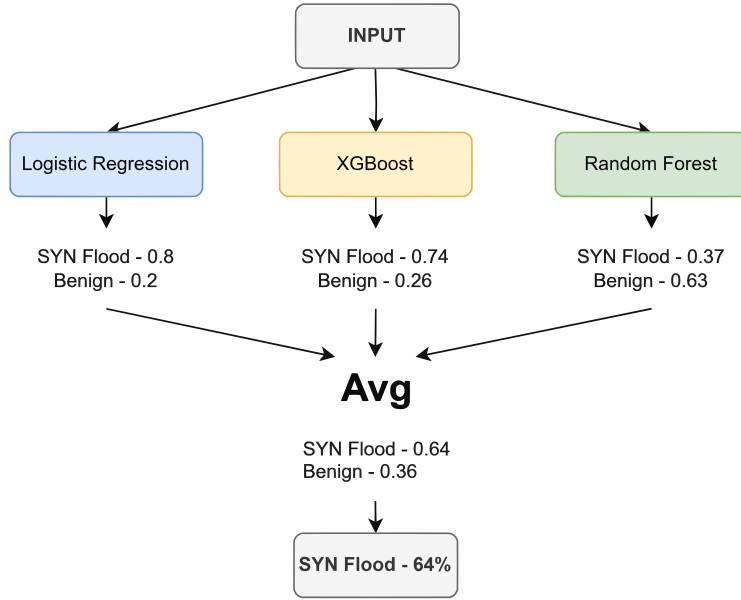 INPUT
Logistic Regression
XGBoost
Random Forest
SYN Flood - 0.8
Benign - 0.2
SYN Flood - 0.74
Benign - 0.26
SYN Flood - 0.37
Benign - 0.63
Avg
SYN Flood - 0.64
Benign - 0.36
SYN Flood - 64%